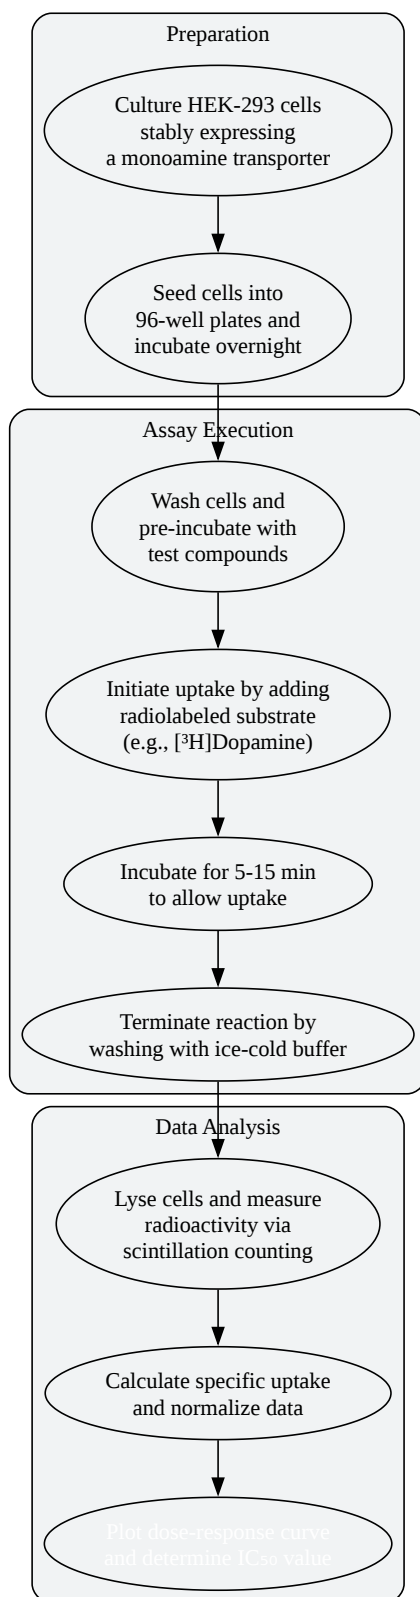 Preparation
Culture HEK-293 cells
stably expressing
a monoamine transporter
Seed cells into
96-well plates and
incubate overnight
Assay Execution
Wash cells and
pre-incubate with
test compounds
Initiate uptake by adding
radiolabeled substrate
(e.g., [³H]Dopamine)
Incubate for 5-15 min
to allow uptake
Terminate reaction by
washing with ice-cold buffer
Data Analysis
Lyse cells and measure
radioactivity via
scintillation counting
Calculate specific uptake
and normalize data
Plot dose-response curve
and determine IC₅₀ value